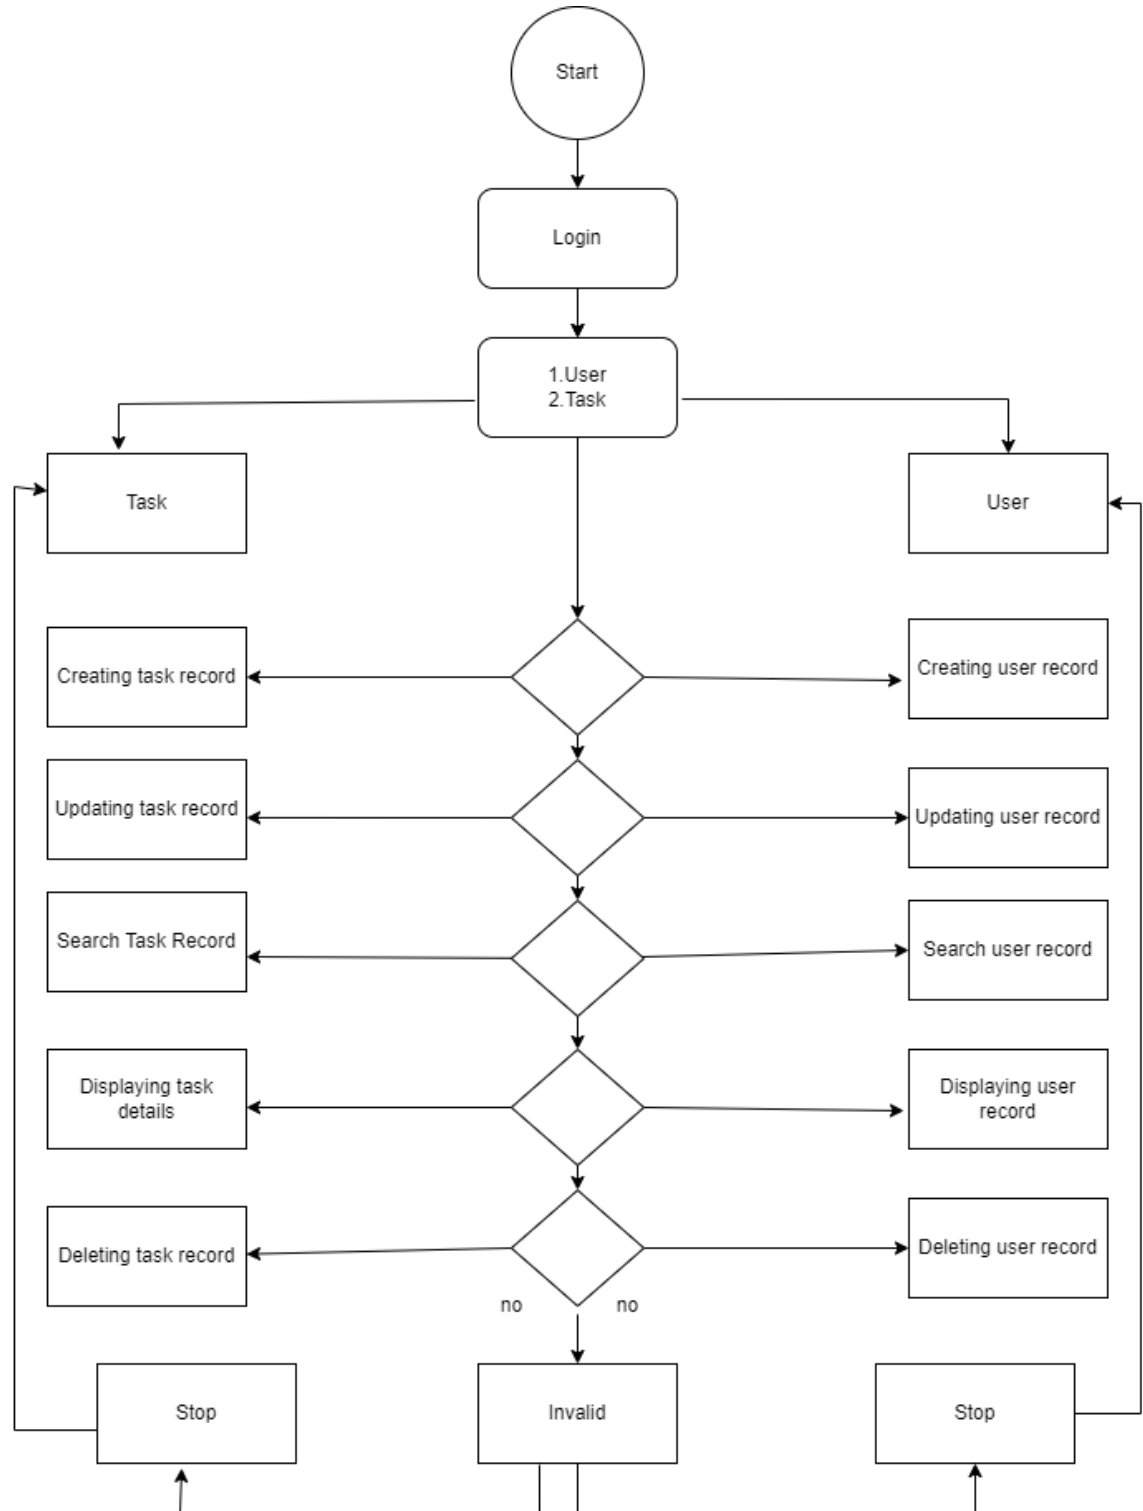 Start
Login
1.User
2.Task
Task
User
Creating task record
Creating user record
Updating task record
Updating user record
Search Task Record
Search user record
Displaying task
details
Displaying user
record
Deleting task record
Deleting user record
no
no
Stop
Invalid
Stop